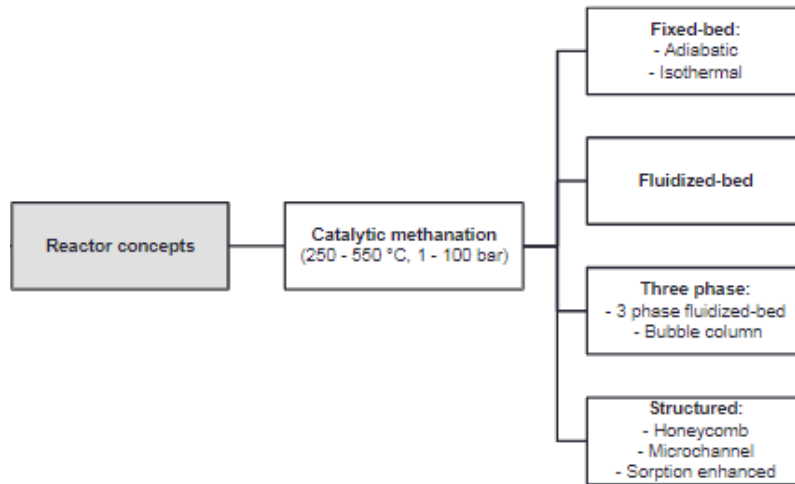 Reactor concepts
Catalytic methanation
(250 - 550 °C, 1 - 100 bar)
Fixed-bed:
- Adiabatic
- Isothermal
Fluidized-bed
Three phase:
- 3 phase fluidized-bed
- Bubble column
Structured:
- Honeycomb
- Microchannel
- Sorption enhanced